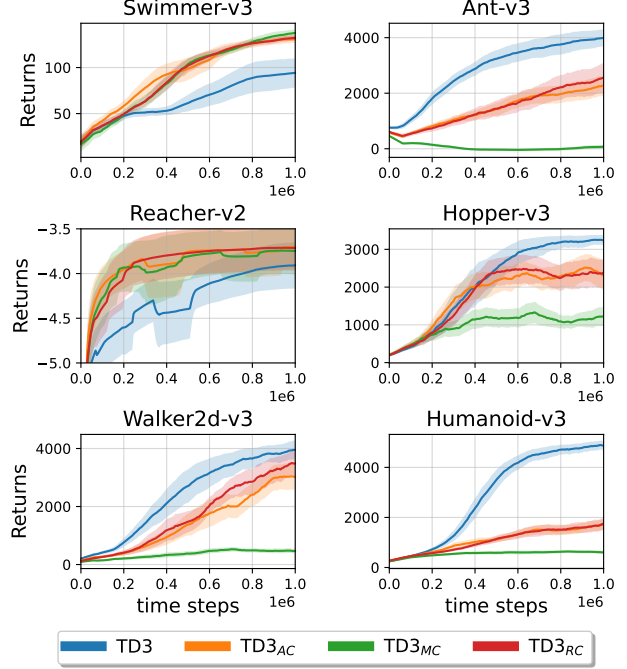 Swimmer-v3
Ant-v3
Returns
100
50
0.0 0.2 0.4 0.6 0.8 1.0
1e6
4000
2000
0
0.0 0.2 0.4 0.6 0.8 1.0
1e6
Reacher-v2
Hopper-v3
Returns
−3.5
−4.0
−4.5
−5.0
0.0 0.2 0.4 0.6 0.8 1.0
1e6
3000
2000
1000
0
0.0 0.2 0.4 0.6 0.8 1.0
1e6
Walker2d-v3
Humanoid-v3
Returns
4000
2000
0
0.0 0.2 0.4 0.6 0.8 1.0
time steps 1e6
4000
2000
0
0.0 0.2 0.4 0.6 0.8 1.0
time steps 1e6
TD3 TD3AC TD3MC TD3RC